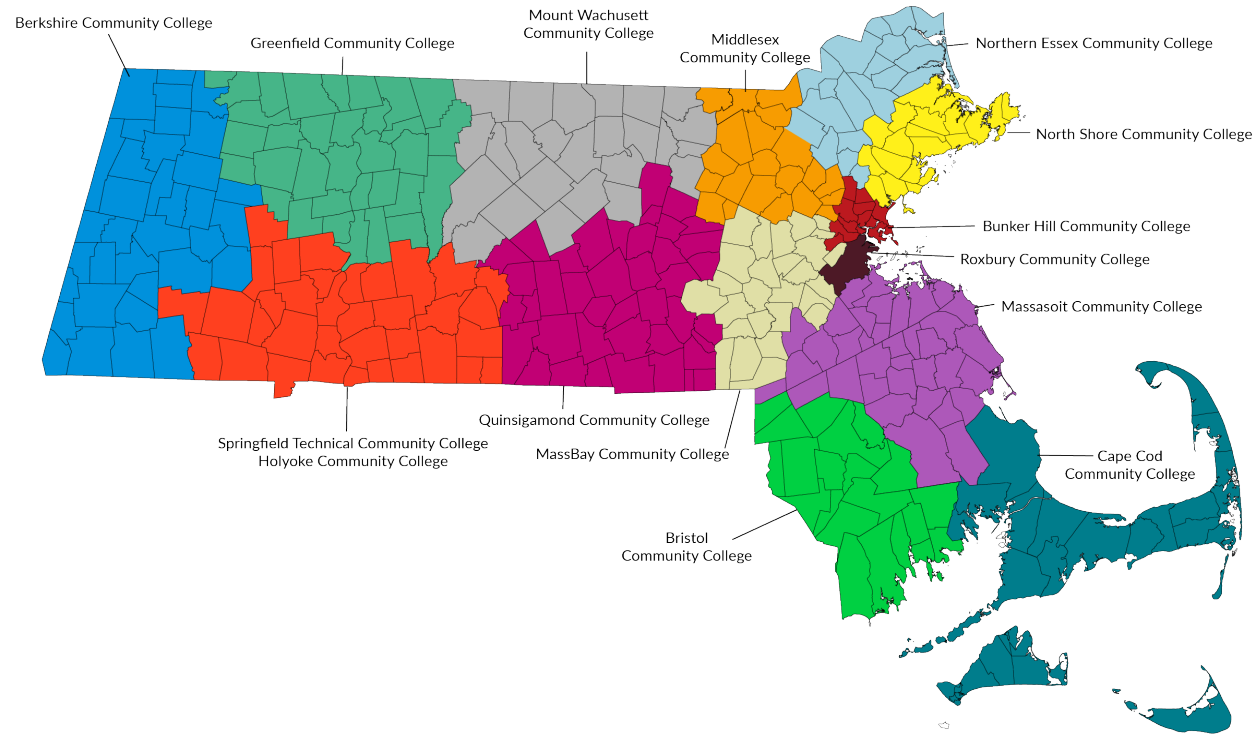 Berkshire Community College
Greenfield Community College
Mount Wachusett
Community College
Middlesex
Community College
Northern Essex Community College
North Shore Community College
Bunker Hill Community College
Roxbury Community College
Massasoit Community College
Quinsigamond Community College
Springfield Technical Community College
Holyoke Community College
MassBay Community College
Cape Cod
Community College
Bristol
Community College